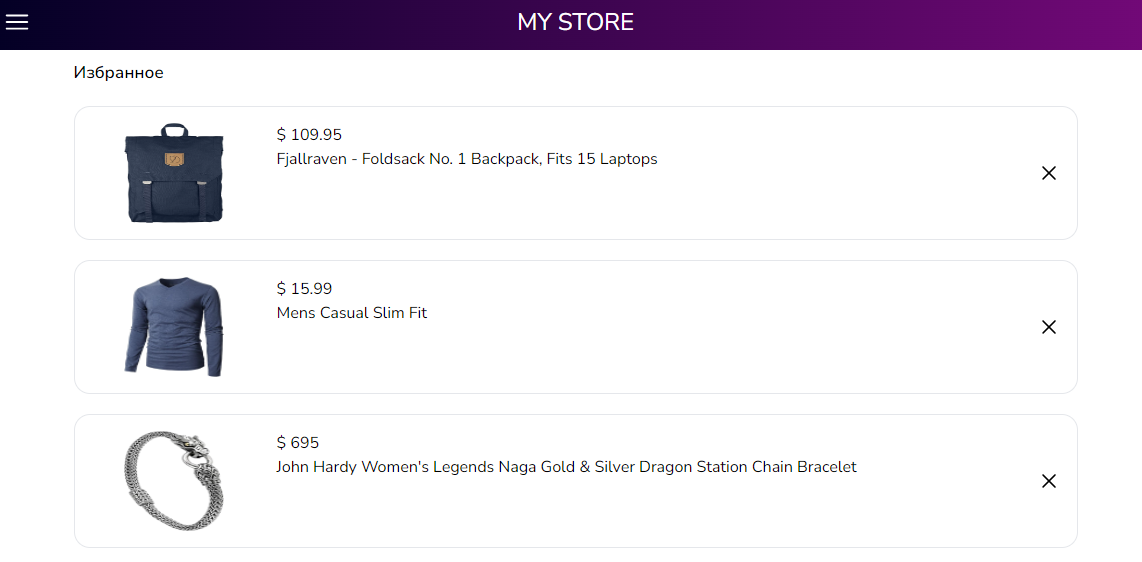 MY STORE
Избранное
$ 109.95
Fjallraven - Foldsack No. 1 Backpack, Fits 15 Laptops
$ 15.99
Mens Casual Slim Fit
$ 695
John Hardy Women's Legends Naga Gold & Silver Dragon Station Chain Bracelet